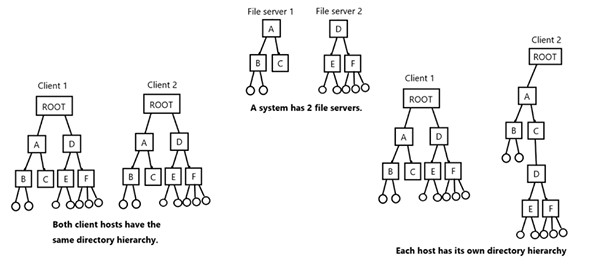 File server 1
File server 2
A
D
B
C
E
F
A system has 2 file servers.
Client 1
Client 2
ROOT
ROOT
A
D
A
D
B
C
E
F
B
C
E
F
Both client hosts have the
same directory hierarchy.
Client 1
Client 2
ROOT
ROOT
A
D
B
C
E
F
A
B
C
D
E
F
Each host has its own directory hierarchy